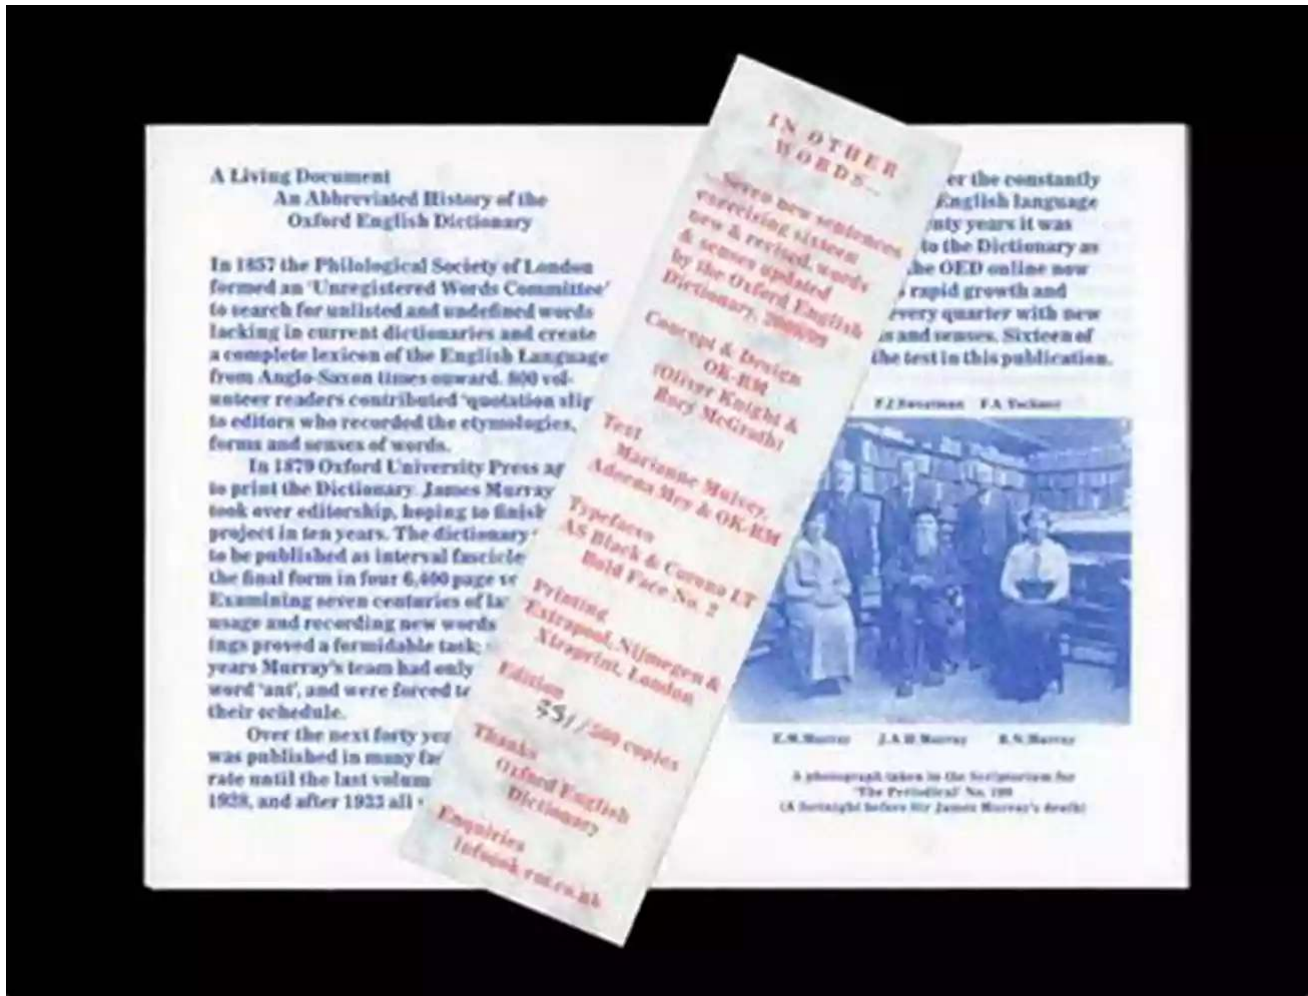 A Living Document
An Abbreviated History of the
Oxford English Dictionary
In 1857 the Philological Society of London
formed an 'Unregistered Words Committee'
to search for unlisted and undefined words
lacking in current dictionaries and create
a complete lexicon of the English Language
from Anglo-Saxon times onward. 800 vol-
unteer readers contributed 'quotation slip
to editors who recorded the etymologies,
forms and senses of words.
In 1879 Oxford University Press ag
to print the Dictionary. James Murray
took over editorship, hoping to finish
project in ten years. The dictionary
to be published as interval fascicle
the final form in four 6,400 page vo
Examining seven centuries of la
usage and recording new words
ings proved a formidable task;
years Murray's team had only
word 'ant', and were forced to
their schedule.
Over the next forty year
was published in many fas
rate until the last volum
1928, and after 1933 all
IN OTHER
WORDS...
...Seven new sentences
exercising sixteen
new & revised, words
& senses updated
by the Oxford English
Dictionary,
Concept & Design
OK-RM
(Oliver Knight &
Rory McGrath)
Text
Marianne Mulvey,
Adeena Mey & OK-RM
Typefaces
AS Black & Corona LT
Bold Face No. 2
Printing
Extrapool, Nijmegen &
Xtraprint, London
Edition
/500 copies
Thanks
Oxford English
Dictionary
Enquiries
info@ok-rm.co.uk
er the constantly
English language
nty years it was
to the Dictionary as
he OED online now
rapid growth and
every quarter with new
s and senses. Sixteen of
the test in this publication.
F.J.Sweatman F.A. Yockney
E.M.Murray J.A.H.Murray R.N.Murray
A photograph taken in the Scriptorium for
'The Periodical' No.
(A fortnight before Sir James Murray's death)